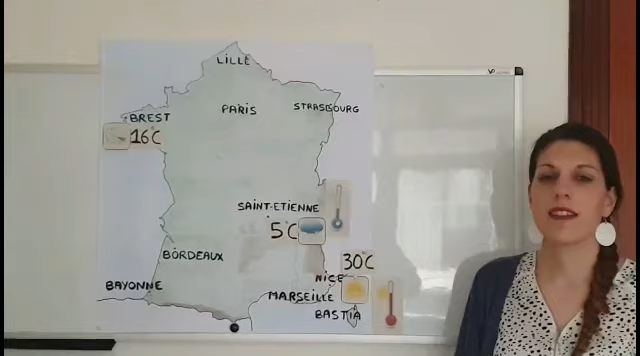 LiLLE
PARiS
STRASBOURG
BREST
16°C
SAINT-ETIENNE
5°C
BORDEAUX
30°C
NiCE
BAYONNE
MARSEILLE
BASTIA